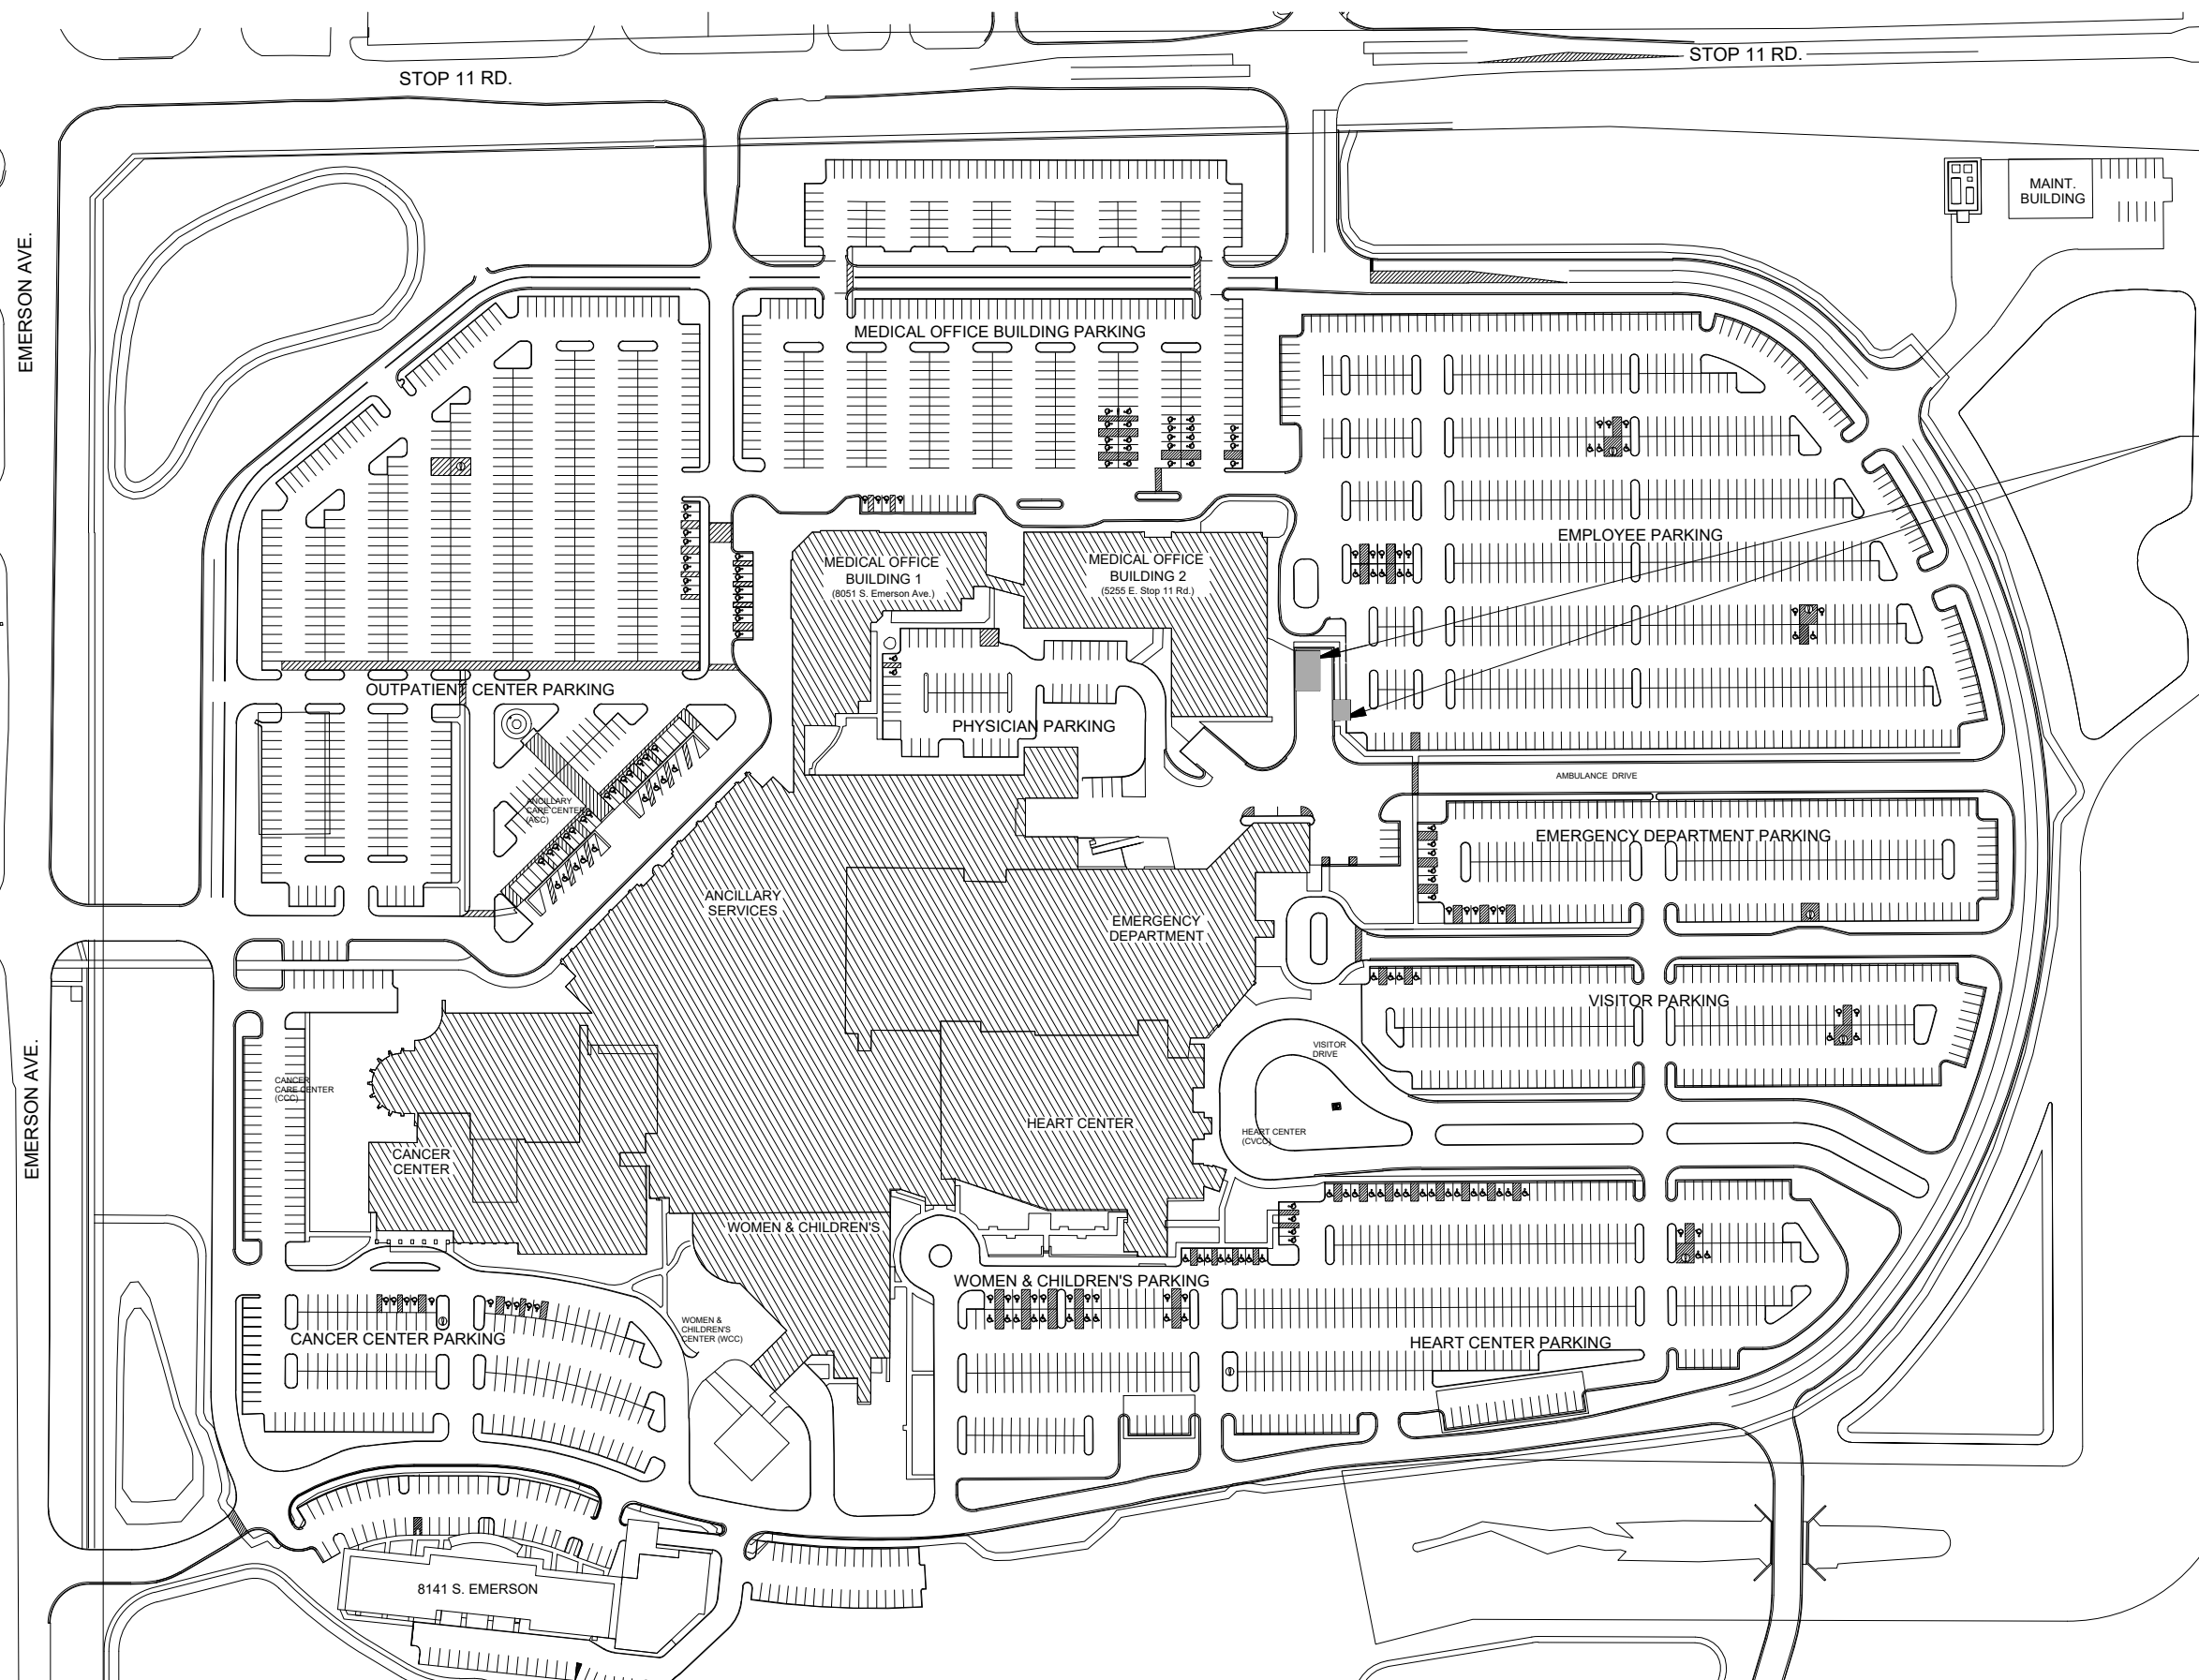 STOP 11 RD.
STOP 11 RD.
MAINT.
BUILDING
EMERSON AVE.
MEDICAL OFFICE BUILDING PARKING
EMPLOYEE PARKING
MEDICAL OFFICE
BUILDING 1
(8051 S. Emerson Ave.)
MEDICAL OFFICE
BUILDING 2
(5255 E. Stop 11 Rd.)
OUTPATIENT CENTER PARKING
PHYSICIAN PARKING
AMBULANCE DRIVE
ANCILLARY
CARE CENTER
(ACC)
EMERGENCY DEPARTMENT PARKING
ANCILLARY
SERVICES
EMERGENCY
DEPARTMENT
VISITOR PARKING
VISITOR
DRIVE
EMERSON AVE.
CANCER
CARE CENTER
(CCC)
HEART CENTER
HEART CENTER
(CVCC)
CANCER
CENTER
WOMEN & CHILDREN'S
WOMEN & CHILDREN'S PARKING
CANCER CENTER PARKING
WOMEN &
CHILDREN'S
CENTER (WCC)
HEART CENTER PARKING
8141 S. EMERSON